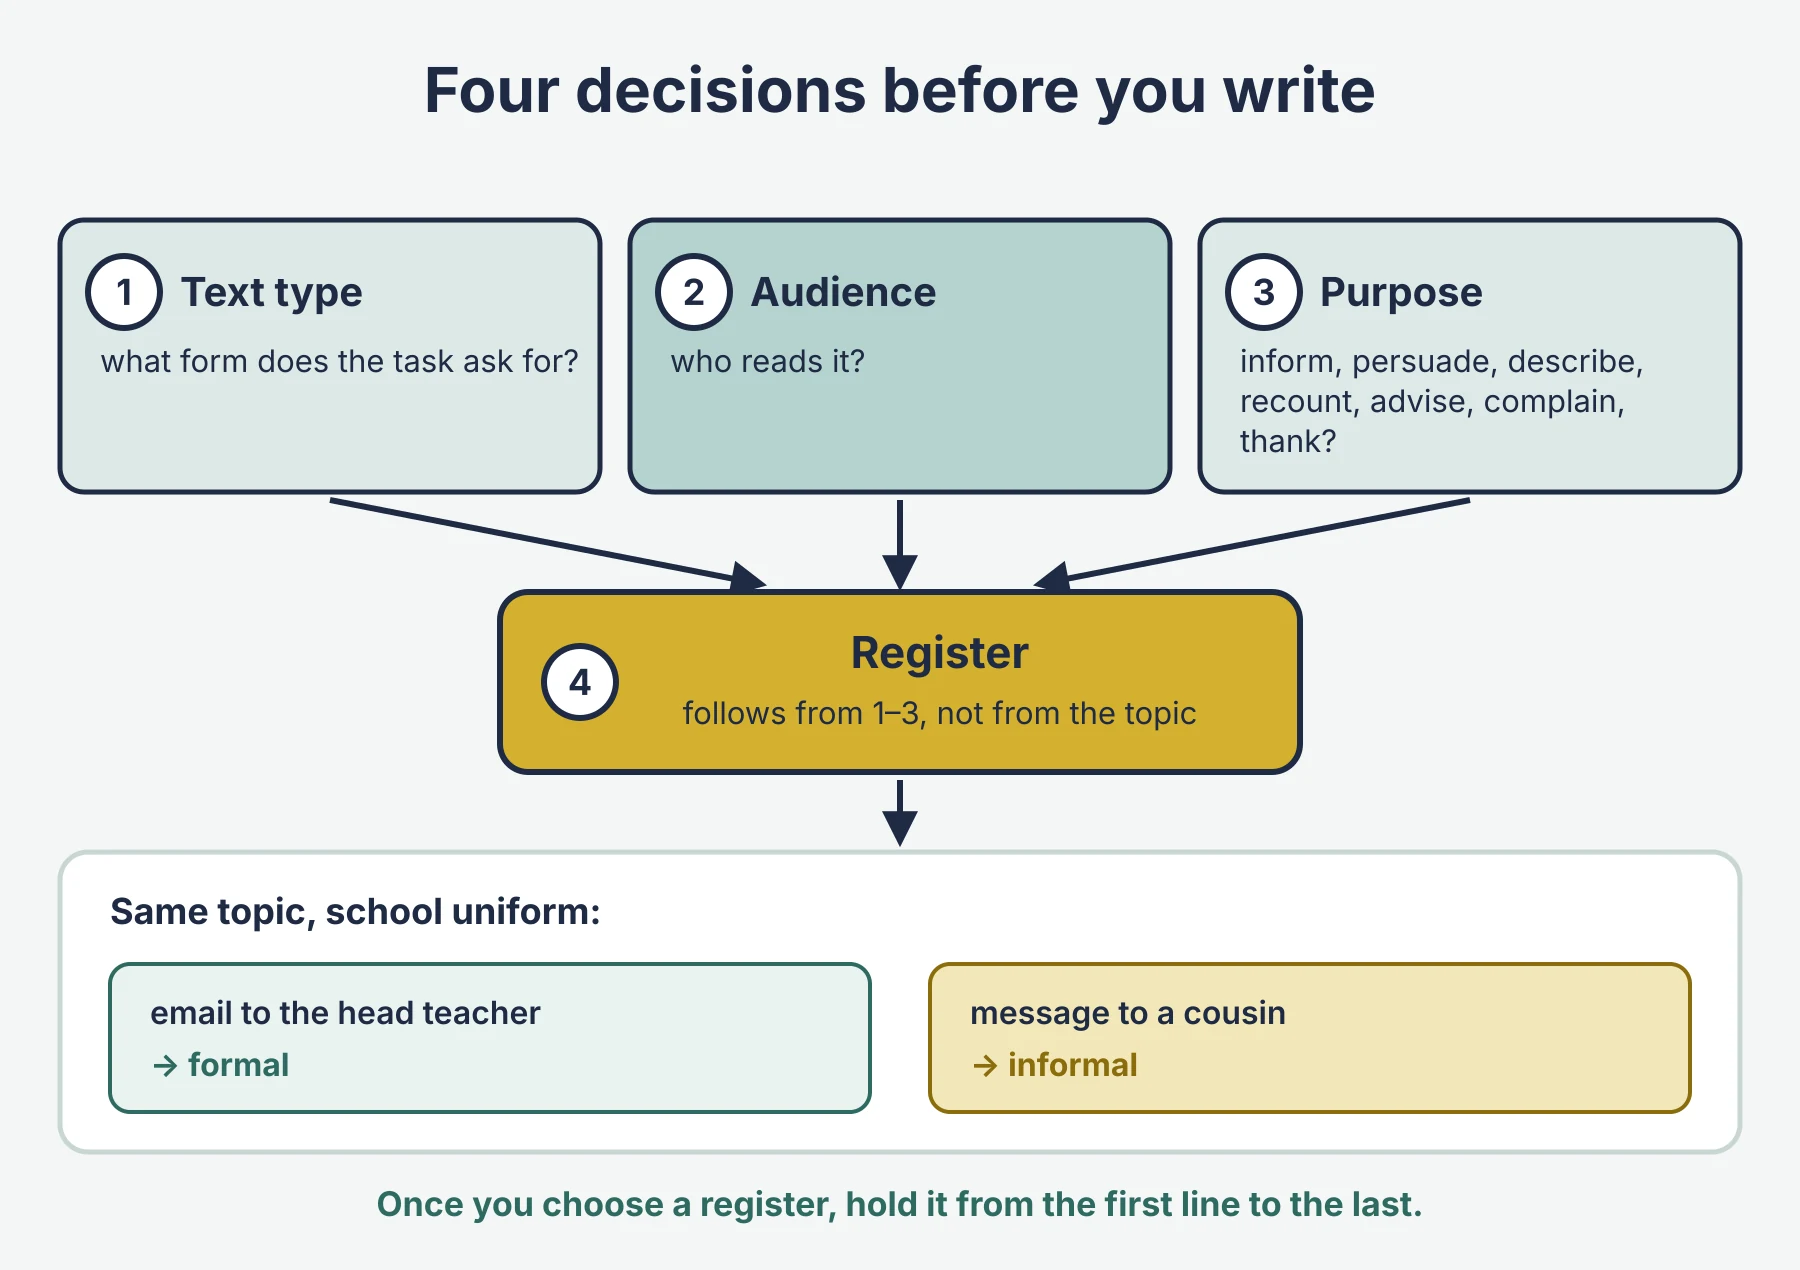 Four decisions before you write
1 Text type
what form does the task ask for?
2 Audience
who reads it?
3 Purpose
inform, persuade, describe,
recount, advise, complain,
thank?
4
Register
follows from 1–3, not from the topic
Same topic, school uniform:
email to the head teacher
→ formal
message to a cousin
→ informal
Once you choose a register, hold it from the first line to the last.